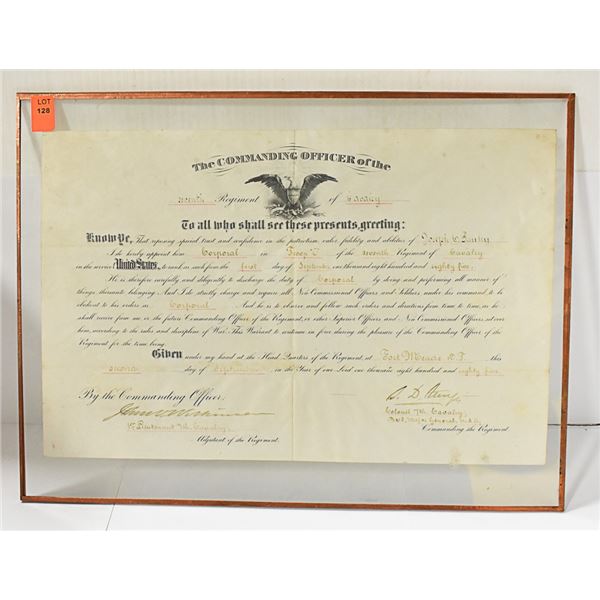 LOT
128
The COMMANDING OFFICER of the
seventh Regiment of Cavalry
To all who shall see these presents, greeting:
Know Ye, That reposing special trust and confidence in the patriotism, valor, fidelity and abilities of Joseph C.
I do hereby appoint him Corporal in Troop "C" of the seventh Regiment of Cavalry
in the service of the United States, to rank as such from the first day of September one thousand eight hundred and eighty five.
He is therefore carefully and diligently to discharge the duty of Corporal by doing and performing all manner of
things thereunto belonging. And I do strictly charge and require all Non-Commissioned Officers and Soldiers under his command to be
obedient to his orders as Corporal. And he is to observe and follow such orders and directions from time to time, as he
shall receive from me or the future Commanding Officer of the Regiment, or other Superior Officers and Non-Commissioned Officers set over
him, according to the rules and discipline of War. This Warrant to continue in force during the pleasure of the Commanding Officer of the
Regiment for the time being.
Given under my hand at the Head Quarters of the Regiment, at Fort Meade D.T. this
second day of September in the Year of our Lord one thousand eight hundred and eighty five
By the Commanding Officer:
1st Lieutenant 7th Cavalry,
Adjutant of the Regiment.
Colonel 7th Cavalry,
Bvt. Major General, U.S.A.
Commanding the Regiment.